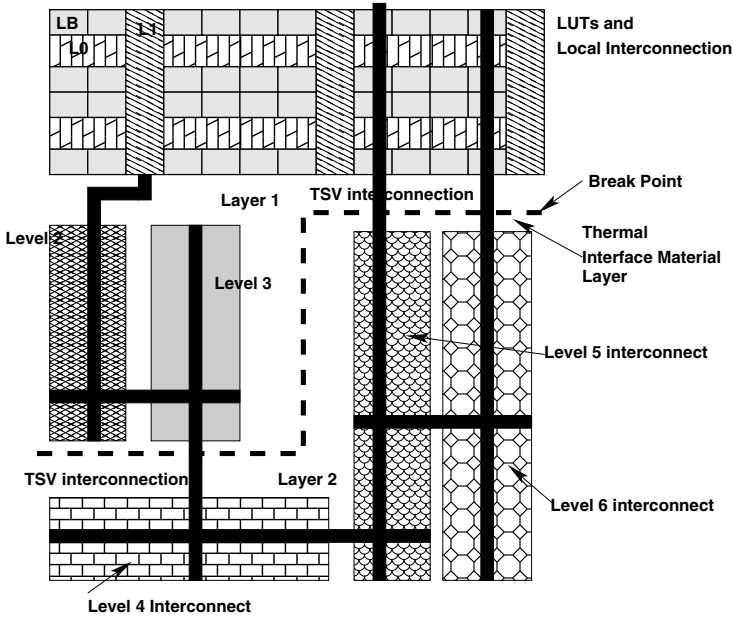 LB
L1
L0
LUTs and
Local Interconnection
TSV interconnection
Break Point
Layer 1
Level 2
Thermal
Interface Material
Layer
Level 3
Level 5 interconnect
TSV interconnection
Layer 2
Level 6 interconnect
Level 4 Interconnect